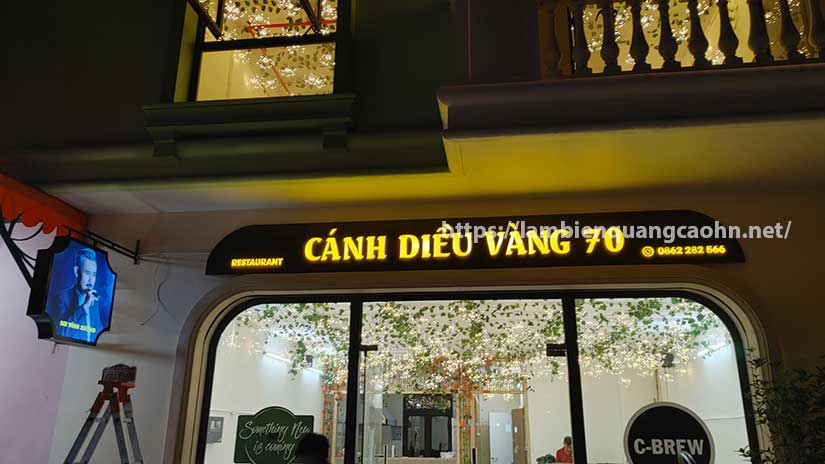 https://lambienquangcaohn.net/
RESTAURANT CÁNH DIỀU VÀNG 70 0862 282 566
Something New
is coming
C-BREW